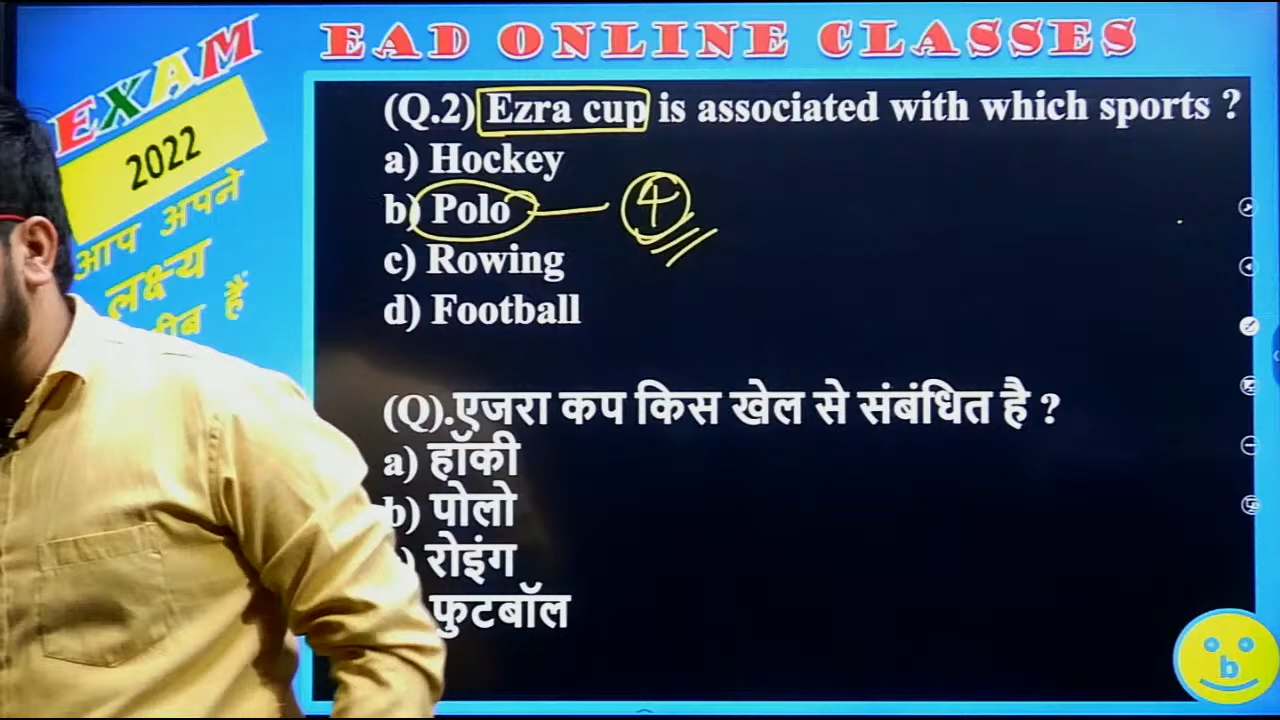 EAD ONLINE CLASSES
EXAM
2022
आप अपने
लक्ष्य
हैं
(Q.2) Ezra cup is associated with which sports ?
a) Hockey
b) Polo 4
c) Rowing
d) Football
(Q).एजरा कप किस खेल से संबंधित है ?
a) हॉकी
b) पोलो
) रोइंग
फुटबॉल
b